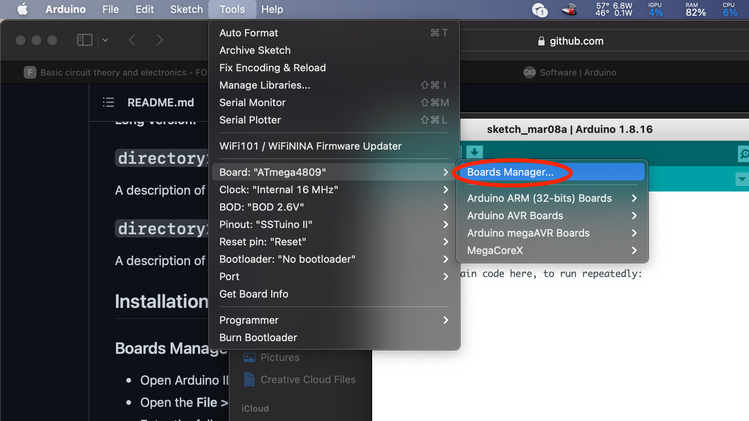 Arduino File Edit Sketch Tools Help
57° 6.8W
46° 0.1W
IGPU
4%
RAM
82%
CPU
6%
github.com
F Basic circuit theory and electronics - FO
Software | Arduino
README.md
Long version:
directory
A description of
directory
A description of
Installation
Boards Manag
Open Arduino ID
Open the File >
Auto Format ⌘T
Archive Sketch
Fix Encoding & Reload
Manage Libraries... ⇧⌘I
Serial Monitor ⇧⌘M
Serial Plotter ⇧⌘L
WiFi101 / WiFiNINA Firmware Updater
Board: "ATmega4809"
Clock: "Internal 16 MHz"
BOD: "BOD 2.6V"
Pinout: "SSTuino II"
Reset pin: "Reset"
Bootloader: "No bootloader"
Port
Get Board Info
Programmer
Burn Bootloader
Pictures
Creative Cloud Files
iCloud
sketch_mar08a | Arduino 1.8.16
Boards Manager...
Arduino ARM (32-bits) Boards
Arduino AVR Boards
Arduino megaAVR Boards
MegaCoreX
ain code here, to run repeatedly: